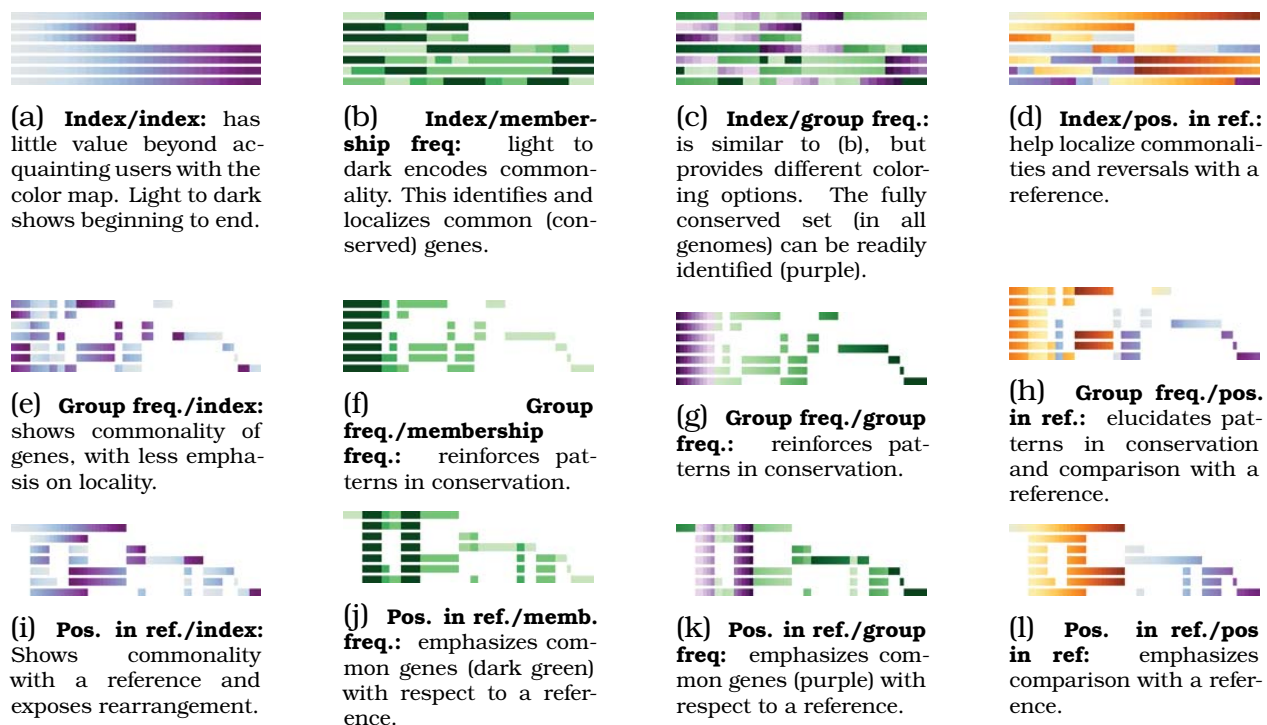 (a) Index/index: has
little value beyond ac-
quainting users with the
color map. Light to dark
shows beginning to end.
(b) Index/member-
ship freq: light to
dark encodes common-
ality. This identifies and
localizes common (con-
served) genes.
(c) Index/group freq.:
is similar to (b), but
provides different color-
ing options. The fully
conserved set (in all
genomes) can be readily
identified (purple).
(d) Index/pos. in ref.:
help localize commonali-
ties and reversals with a
reference.
(e) Group freq./index:
shows commonality of
genes, with less empha-
sis on locality.
(f) Group
freq./membership
freq.: reinforces pat-
terns in conservation.
(g) Group freq./group
freq.: reinforces pat-
terns in conservation.
(h) Group freq./pos.
in ref.: elucidates pat-
terns in conservation
and comparison with a
reference.
(i) Pos. in ref./index:
Shows commonality
with a reference and
exposes rearrangement.
(j) Pos. in ref./memb.
freq.: emphasizes com-
mon genes (dark green)
with respect to a refer-
ence.
(k) Pos. in ref./group
freq: emphasizes com-
mon genes (purple) with
respect to a reference.
(l) Pos. in ref./pos
in ref: emphasizes
comparison with a refer-
ence.